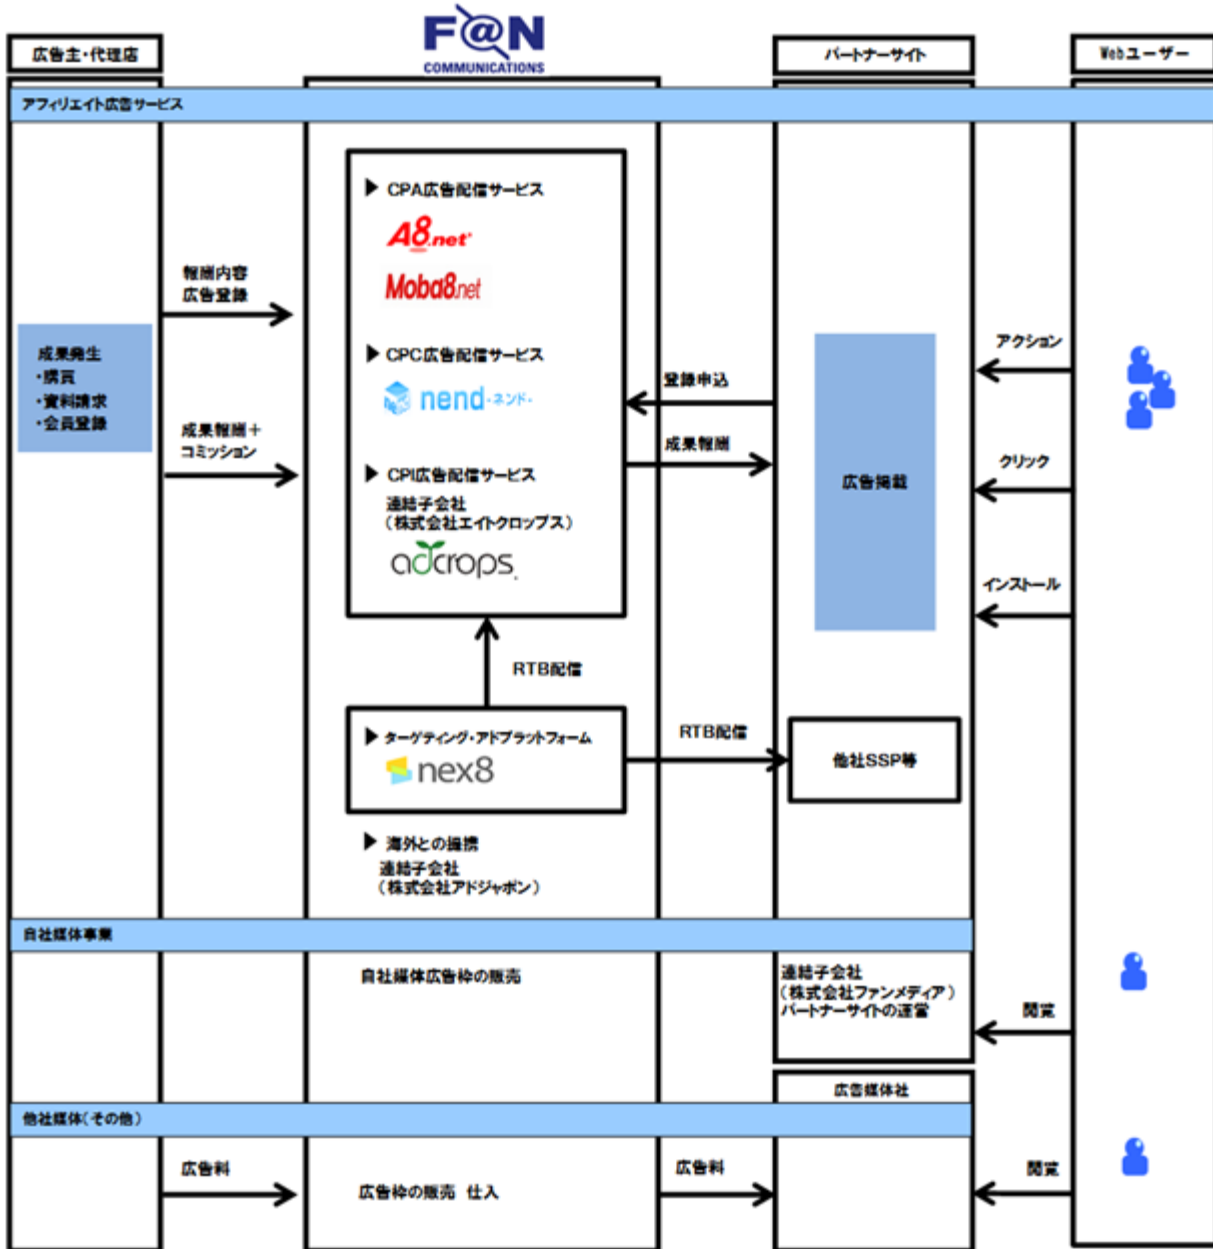 F@N
COMMUNICATIONS
広告主・代理店
パートナーサイト
Webユーザー
アフィリエイト広告サービス
▶ CPA広告配信サービス
A8.net
Moba8.net
報酬内容
広告登録
成果発生
・購買
・資料請求
・会員登録
▶ CPC広告配信サービス
nend -ネンド-
成果報酬＋
コミッション
▶ CPI広告配信サービス
連結子会社
（株式会社エイトクロップス）
adcrops
登録申込
成果報酬
広告掲載
アクション
クリック
インストール
RTB配信
▶ ターゲティング・アドプラットフォーム
nex8
RTB配信
他社SSP等
▶ 海外との提携
連結子会社
（株式会社アドジャポン）
自社媒体事業
自社媒体広告枠の販売
連結子会社
（株式会社ファンメディア）
パートナーサイトの運営
閲覧
広告媒体社
他社媒体（その他）
広告料
広告枠の販売 仕入
広告料
閲覧